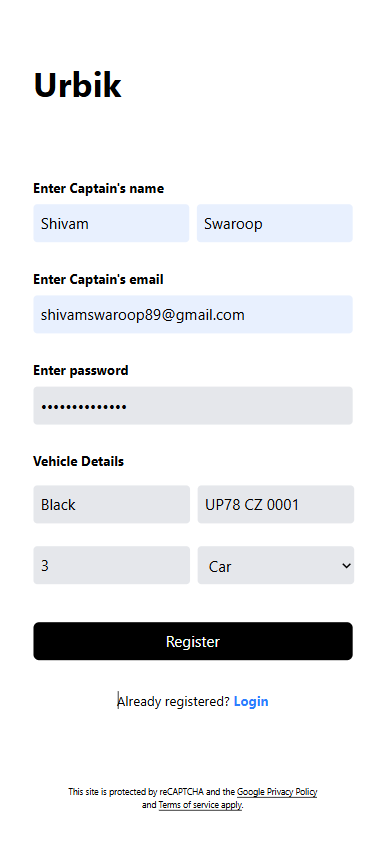 Urbik
Enter Captain's name
Shivam Swaroop
Enter Captain's email
shivamswaroop89@gmail.com
Enter password
••••••••••••••
Vehicle Details
Black UP78 CZ 0001
3 Car
Register
Already registered? Login
This site is protected by reCAPTCHA and the Google Privacy Policy
and Terms of service apply.